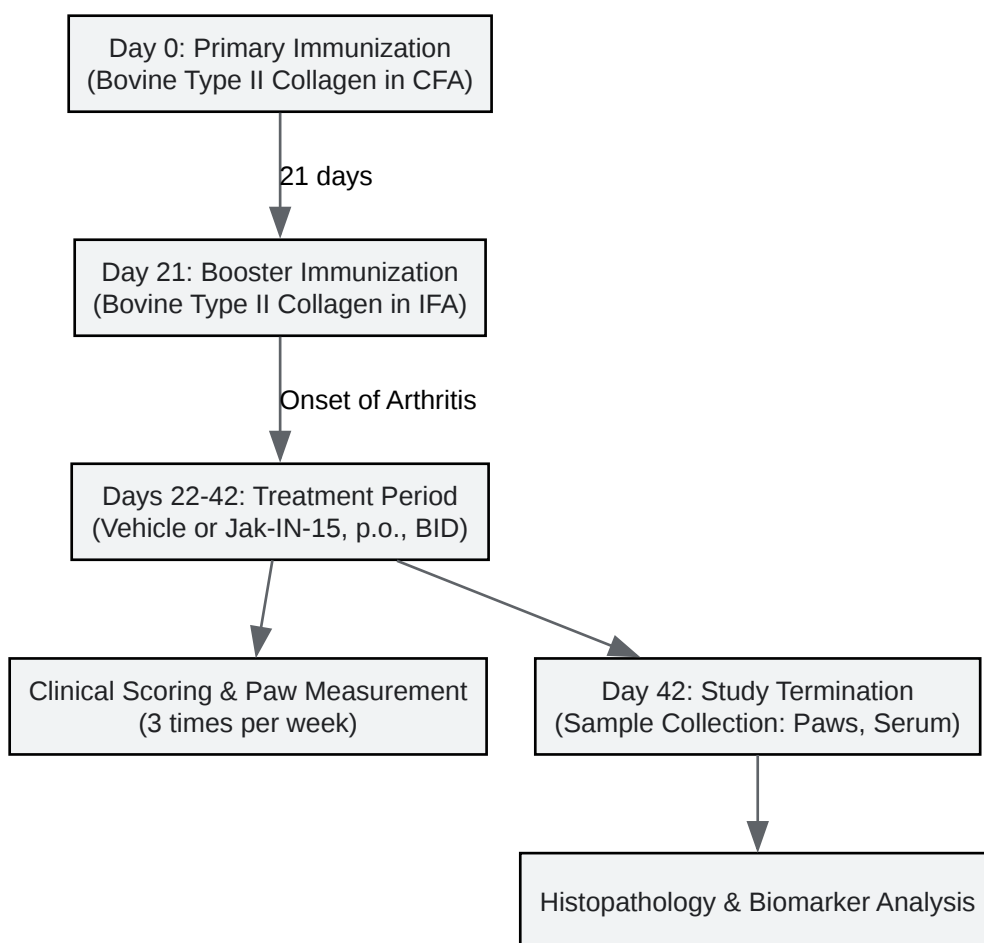 Day 0: Primary Immunization
(Bovine Type II Collagen in CFA)
21 days
Day 21: Booster Immunization
(Bovine Type II Collagen in IFA)
Onset of Arthritis
Days 22-42: Treatment Period
(Vehicle or Jak-IN-15, p.o., BID)
Clinical Scoring & Paw Measurement
(3 times per week)
Day 42: Study Termination
(Sample Collection: Paws, Serum)
Histopathology & Biomarker Analysis